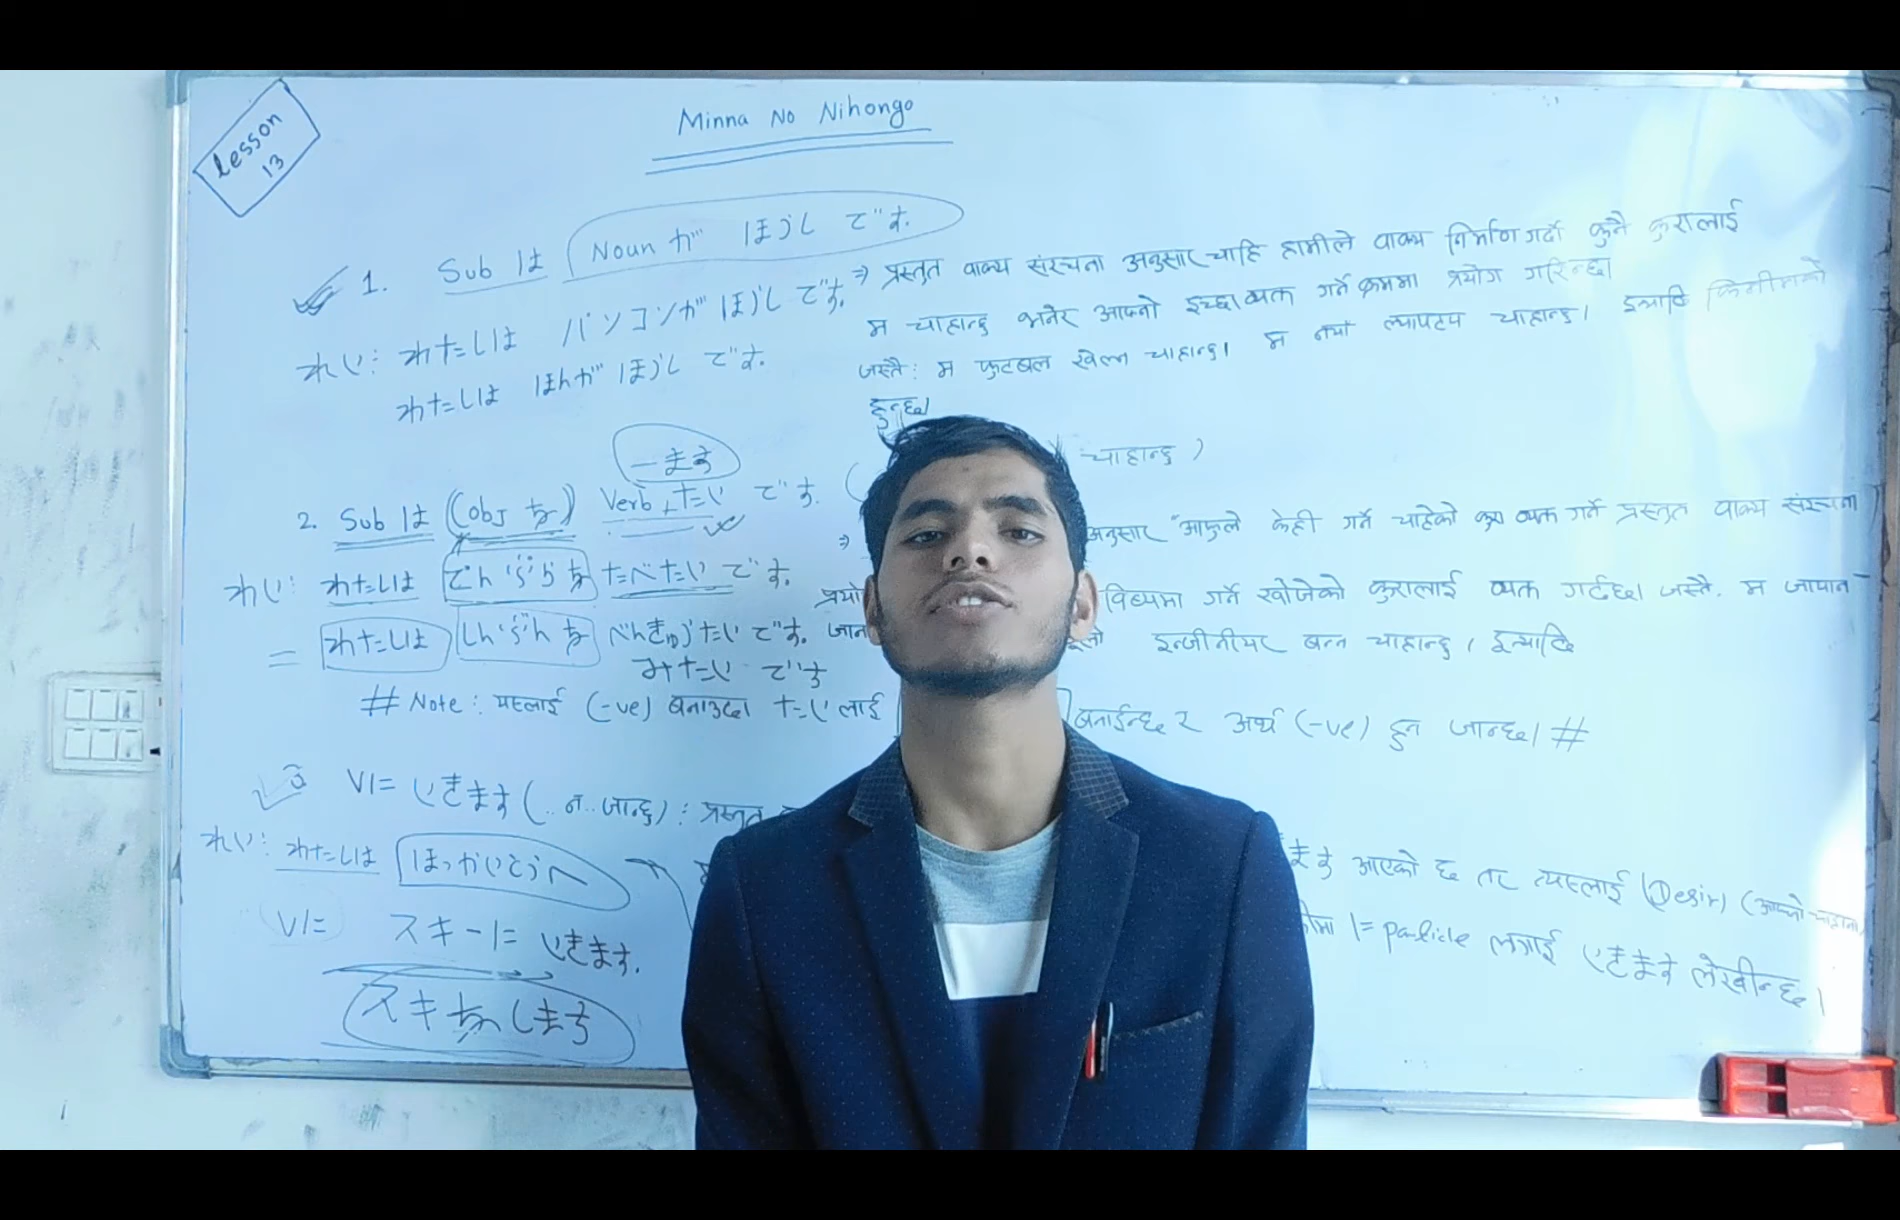 Lesson 13
Minna No Nihongo
1. Sub は Noun が ほうし です.
⇒ प्रस्तुत वाक्य संरचना अनुसार चाहि हामीले वाक्य निर्माण गर्दा कुनै कुरालाई
म चाहान्छु भनेर आफ्नो इच्छा व्यक्त गर्ने क्रममा प्रयोग गरिन्छ।
जस्तै: म फुटबल खेल्न चाहान्छु। म नयाँ ल्यापटप चाहान्छु। इत्यादि
हुन्छ।
れい: わたしは パソコンが ほうし です.
わたしは ほんが ほうし です.
ーます
2. Sub は (obj を) Verb たい です. ( चाहान्छु )
⇒ अनुसार "आफुले केही गर्न चाहेको कुरा व्यक्त गर्ने प्रस्तुत वाक्य संरचना
गर्ने खोजेको कुरालाई व्यक्त गर्दछ। जस्तै. म जापान
इन्जीनीयर बन्न चाहान्छु। इत्यादि
れい: わたしは てんぷらを たべたい です.
= わたしは しんぶんを べんきょうたい です.
みたい です
# Note: यसलाई (-ve) बनाउदा たい लाई बनाईन्छ र अर्थ (-ve) हुन जान्छ। #
3 Vに いきます (.. न.. जान्छु) : प्रस्तुत
ます आएको छ तर त्यसलाई (Desir) (आफ्नो चाहाना
に particle लगाई いきます लेखीन्छ।
れい: わたしは ほっかいどうへ
Vに スキーに いきます.
スキをします